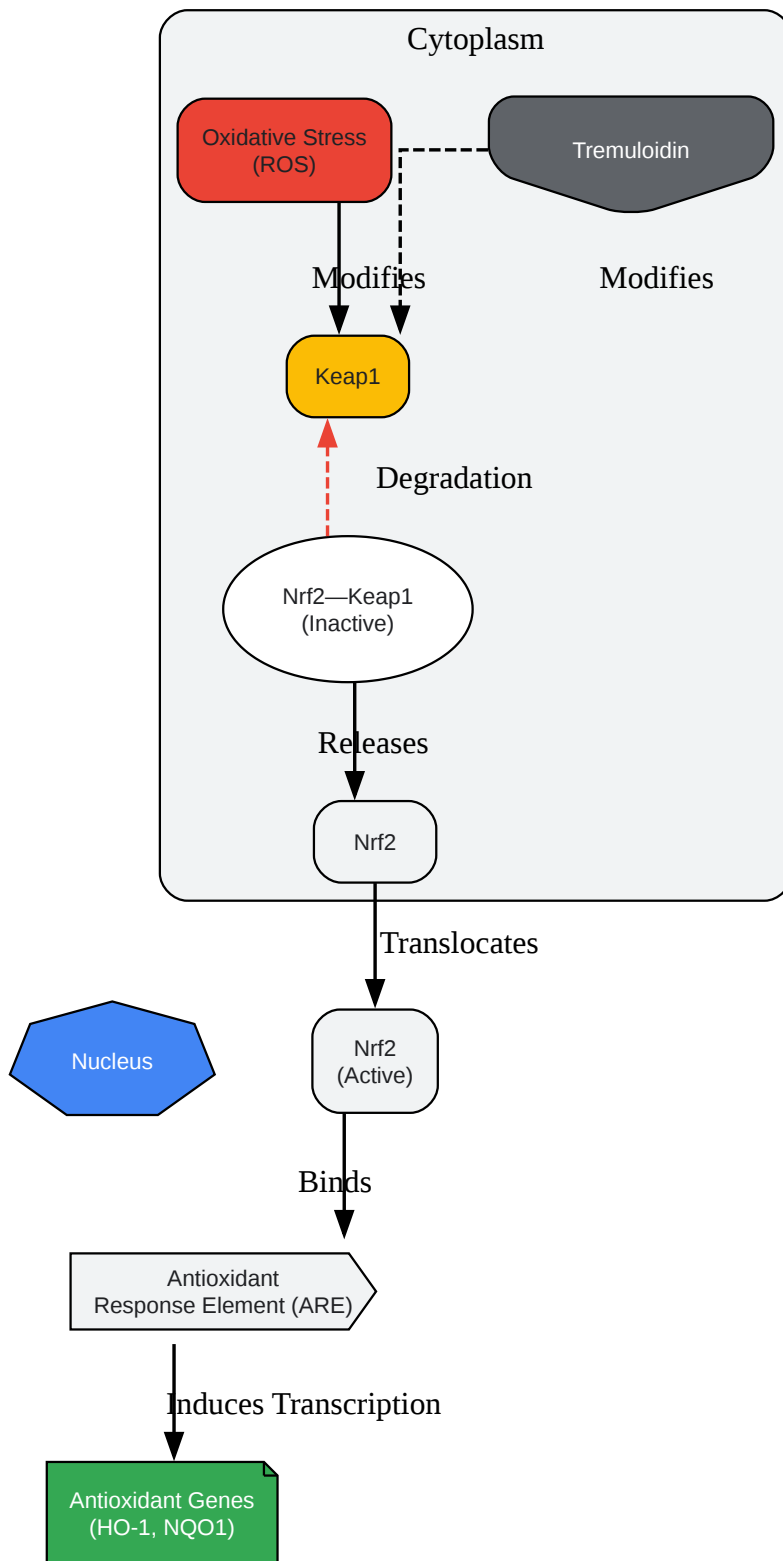 Cytoplasm
Oxidative Stress
(ROS)
Tremuloidin
Modifies
Modifies
Keap1
Degradation
Nrf2—Keap1
(Inactive)
Releases
Nrf2
Translocates
Nucleus
Nrf2
(Active)
Binds
Antioxidant
Response Element (ARE)
Induces Transcription
Antioxidant Genes
(HO-1, NQO1)